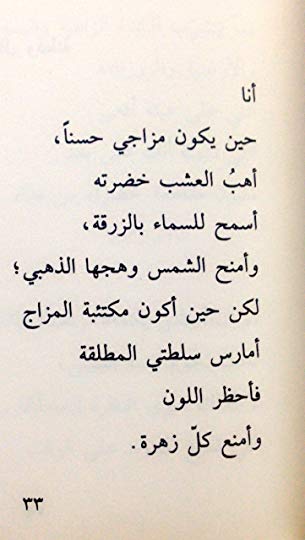 أنا
حين يكون مزاجي حسناً،
أهبُ العشب خضرته
أسمح للسماء بالزرقة،
وأمنح الشمس وهجها الذهبي؛
لكن حين أكون مكتئبة المزاج
أمارس سلطتي المطلقة
فأحظر اللون
وأمنع كلّ زهرة.
٣٣